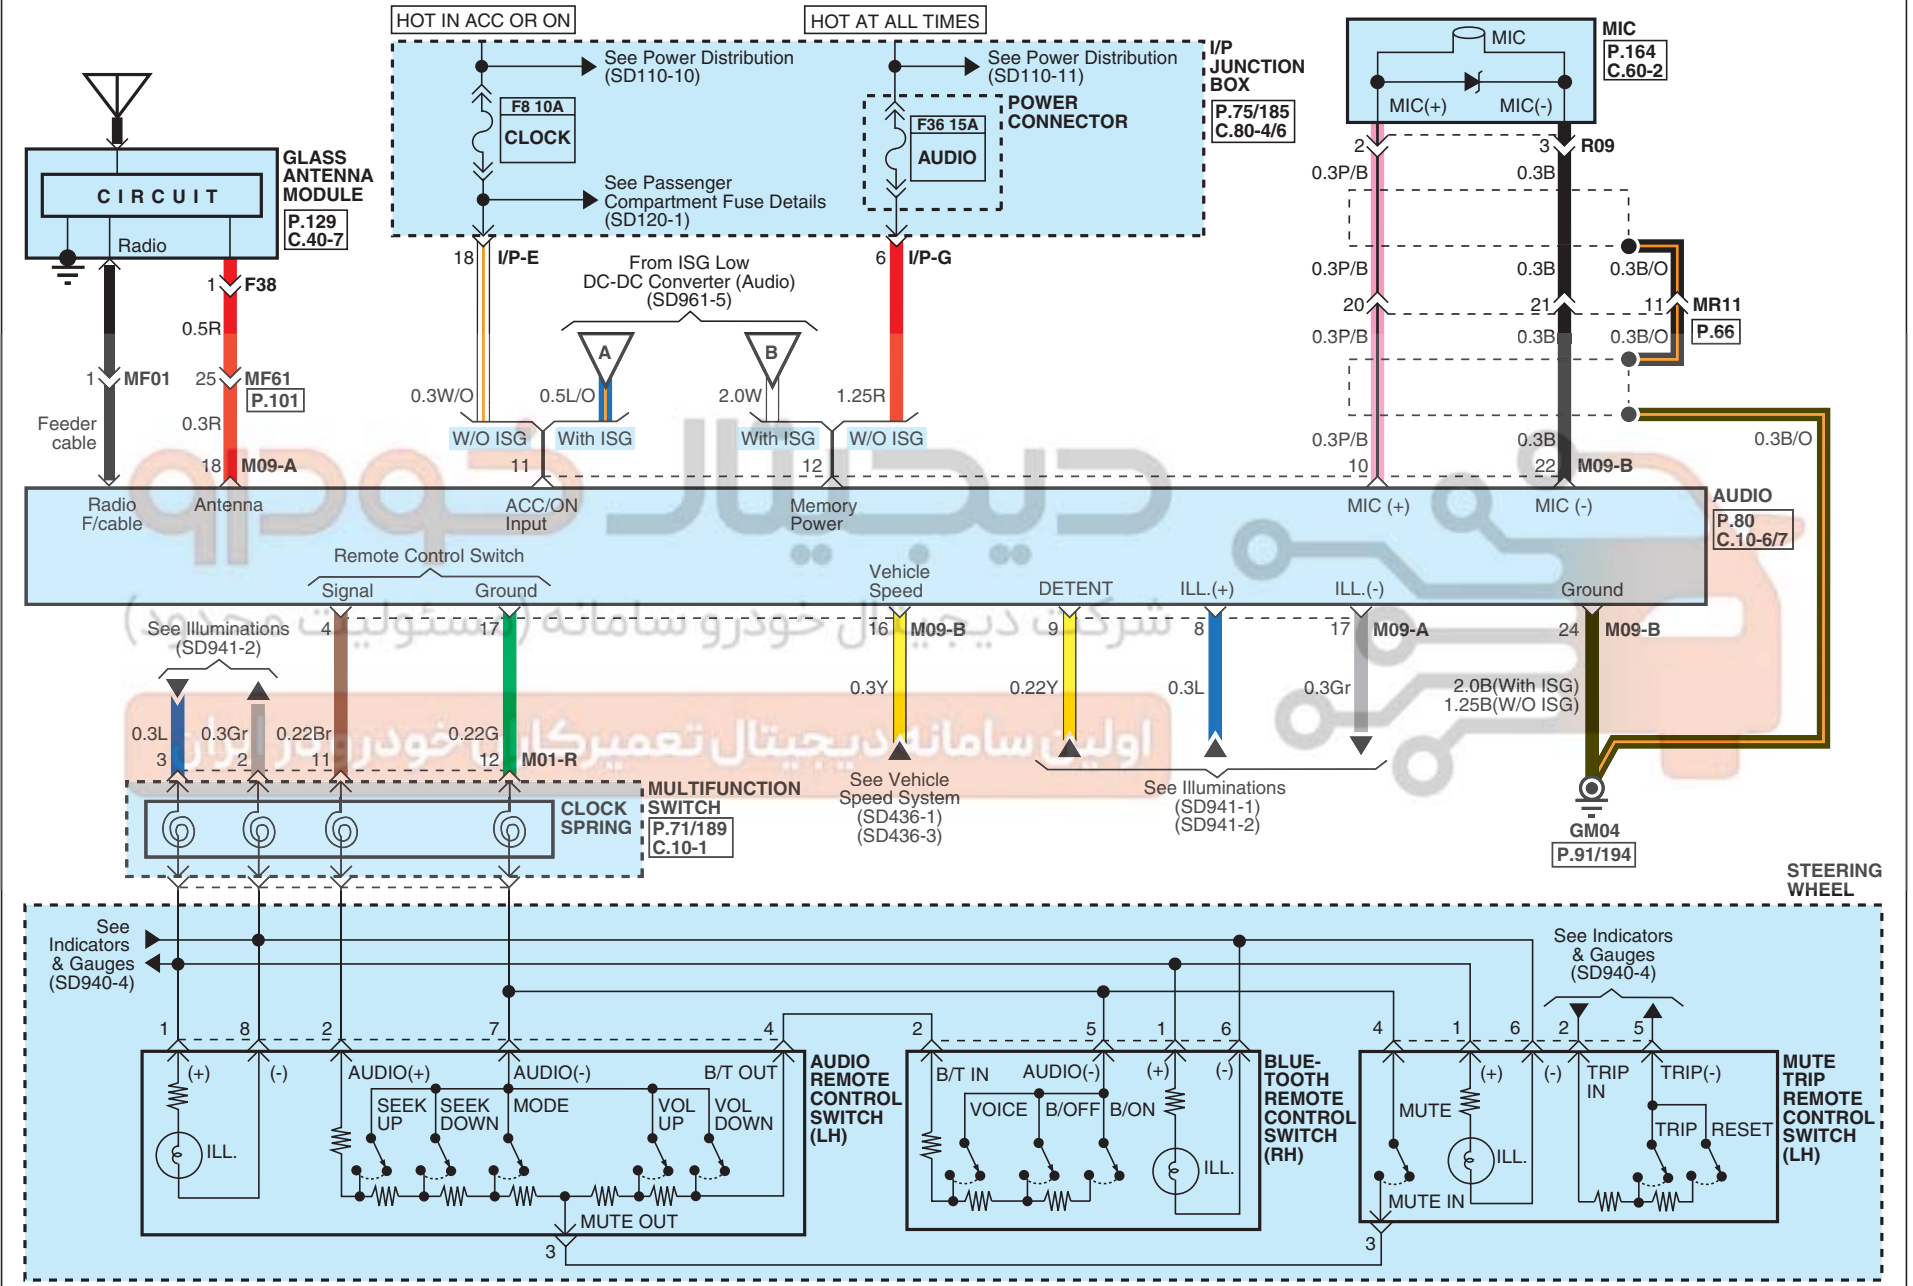 HOT IN ACC OR ON
HOT AT ALL TIMES
See Power Distribution
(SD110-10)
F8 10A
CLOCK
See Passenger
Compartment Fuse Details
(SD120-1)
See Power Distribution
(SD110-11)
POWER
CONNECTOR
F36 15A
AUDIO
I/P
JUNCTION
BOX
P.75/185
C.80-4/6
MIC
MIC(+)
MIC(-)
MIC
P.164
C.60-2
GLASS
ANTENNA
MODULE
P.129
C.40-7
CIRCUIT
Radio
1 F38
0.5R
1 MF01
25 MF61
P.101
Feeder
cable
0.3R
18 M09-A
18 I/P-E
From ISG Low
DC-DC Converter (Audio)
(SD961-5)
6 I/P-G
A
B
0.3W/O
0.5L/O
2.0W
1.25R
W/O ISG
With ISG
With ISG
W/O ISG
11
12
2
3 R09
0.3P/B
0.3B
0.3P/B
0.3B
0.3B/O
20
21
11 MR11
P.66
0.3P/B
0.3B
0.3B/O
0.3P/B
0.3B
0.3B/O
10
22 M09-B
دیجیتال خودرو
Radio
F/cable
Antenna
ACC/ON
Input
Memory
Power
MIC (+)
MIC (-)
AUDIO
P.80
C.10-6/7
Remote Control Switch
Signal
Ground
Vehicle
Speed
DETENT
ILL.(+)
ILL.(-)
Ground
شرکت دیجیتال خودرو سامانه (مسئولیت محدود)
See Illuminations
(SD941-2)
4
17
16 M09-B
9
8
17 M09-A
24 M09-B
0.3L
0.3Gr
0.22Br
0.22G
0.3Y
0.22Y
0.3L
0.3Gr
2.0B(With ISG)
1.25B(W/O ISG)
اولین سامانه دیجیتال تعمیرکاران خودرو در ایران
3
2
11
12 M01-R
CLOCK
SPRING
MULTIFUNCTION
SWITCH
P.71/189
C.10-1
See Vehicle
Speed System
(SD436-1)
(SD436-3)
See Illuminations
(SD941-1)
(SD941-2)
GM04
P.91/194
STEERING
WHEEL
See
Indicators
& Gauges
(SD940-4)
See Indicators
& Gauges
(SD940-4)
1
8
2
7
4
2
5
1
6
4
1
6
2
5
(+)
(-)
AUDIO(+)
AUDIO(-)
B/T OUT
SEEK
UP
SEEK
DOWN
MODE
VOL
UP
VOL
DOWN
ILL.
MUTE OUT
3
AUDIO
REMOTE
CONTROL
SWITCH
(LH)
B/T IN
AUDIO(-)
(+)
(-)
VOICE
B/OFF
B/ON
ILL.
BLUE-
TOOTH
REMOTE
CONTROL
SWITCH
(RH)
(+)
(-)
TRIP
IN
TRIP(-)
MUTE
TRIP
RESET
ILL.
MUTE IN
3
MUTE
TRIP
REMOTE
CONTROL
SWITCH
(LH)